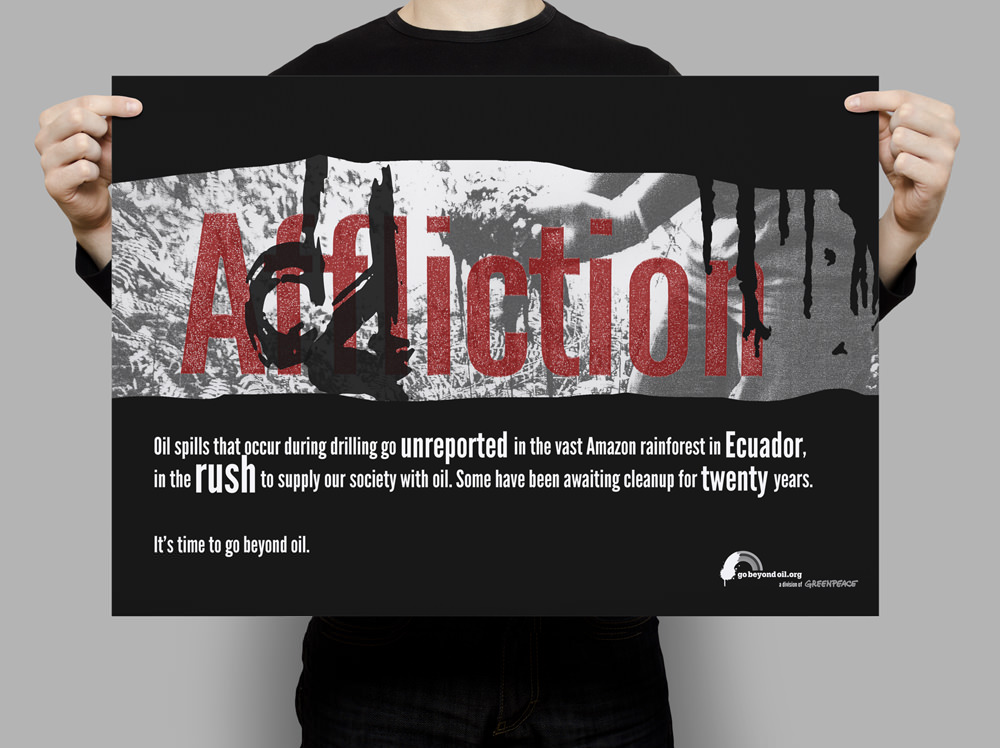 Affliction
Oil spills that occur during drilling go unreported in the vast Amazon rainforest in Ecuador,
in the rush to supply our society with oil. Some have been awaiting cleanup for twenty years.
It's time to go beyond oil.
go beyond oil.org
a division of GREENPEACE